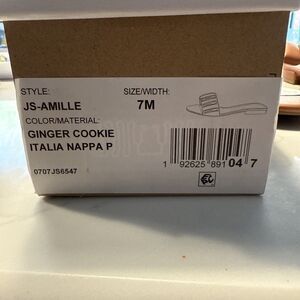 STYLE: SIZE/WIDTH:
JS-AMILLE 7M
COLOR/MATERIAL
GINGER COOKIE
ITALIA NAPPA P
1 92625 891 04 7
0707JS6547